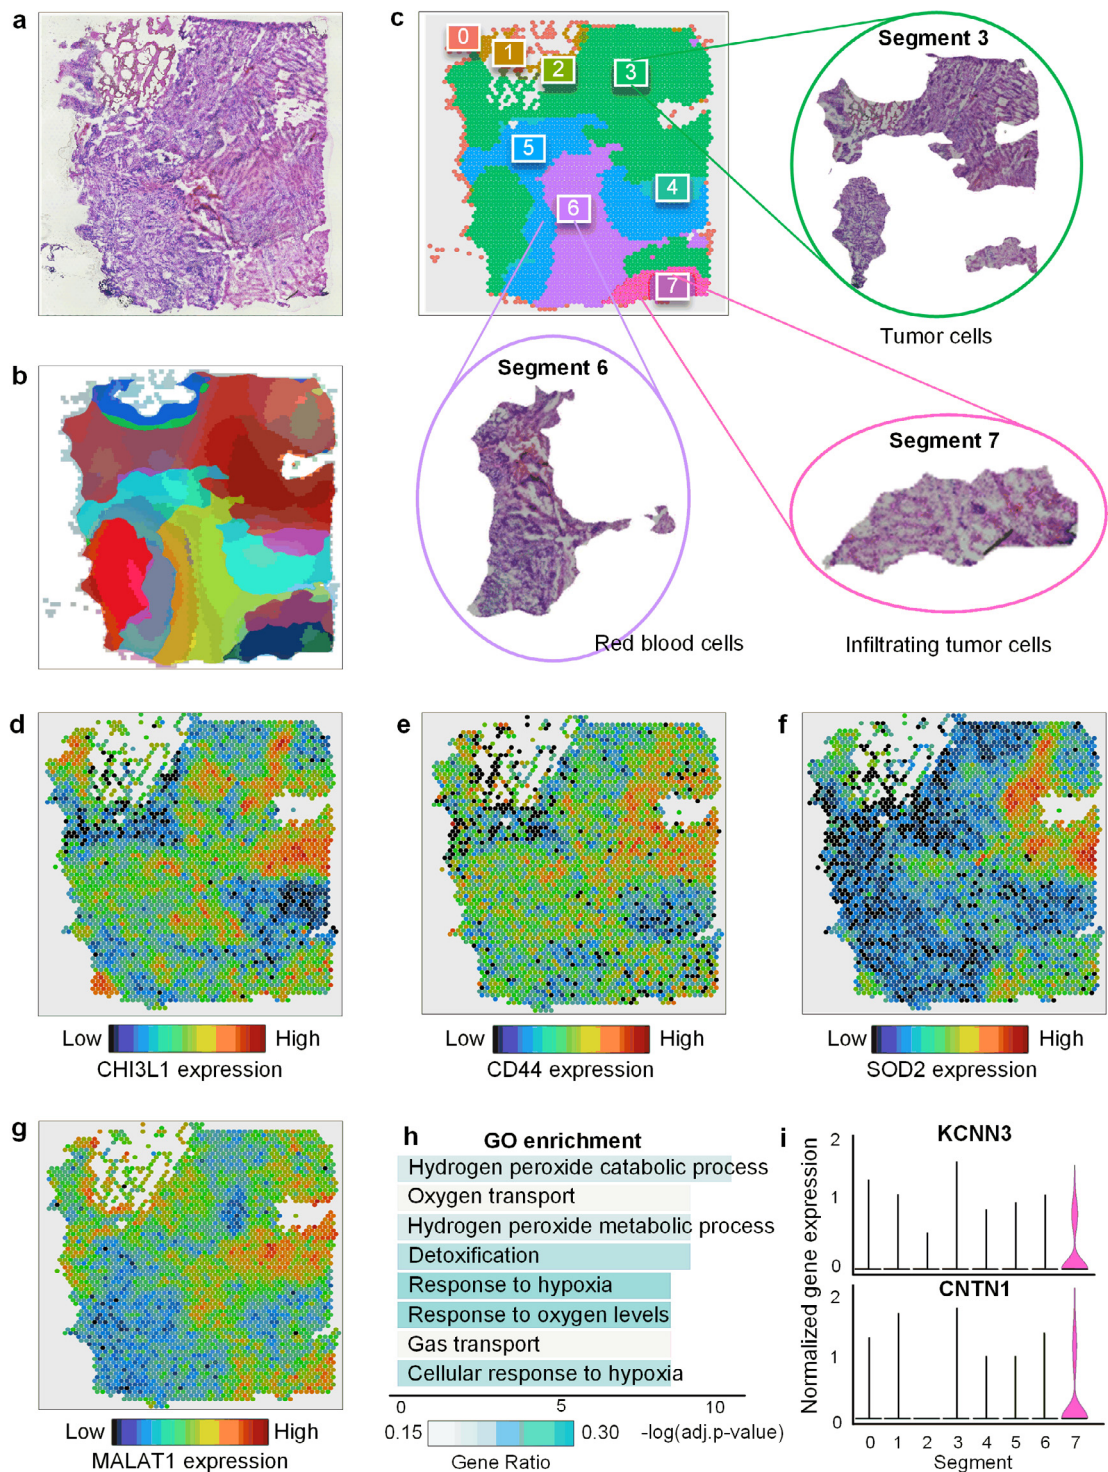 a
c
0
1
2
3
5
4
6
7
Segment 3
Tumor cells
b
Segment 6
Red blood cells
Segment 7
Infiltrating tumor cells
d
e
f
Low
High
CHI3L1 expression
Low
High
CD44 expression
Low
High
SOD2 expression
g
Low
High
MALAT1 expression
h
GO enrichment
Hydrogen peroxide catabolic process
Oxygen transport
Hydrogen peroxide metabolic process
Detoxification
Response to hypoxia
Response to oxygen levels
Gas transport
Cellular response to hypoxia
0 5 10
0.15 0.30 -log(adj.p-value)
Gene Ratio
i
Normalized gene expression
KCNN3
2
1
0
CNTN1
2
1
0
0 1 2 3 4 5 6 7
Segment